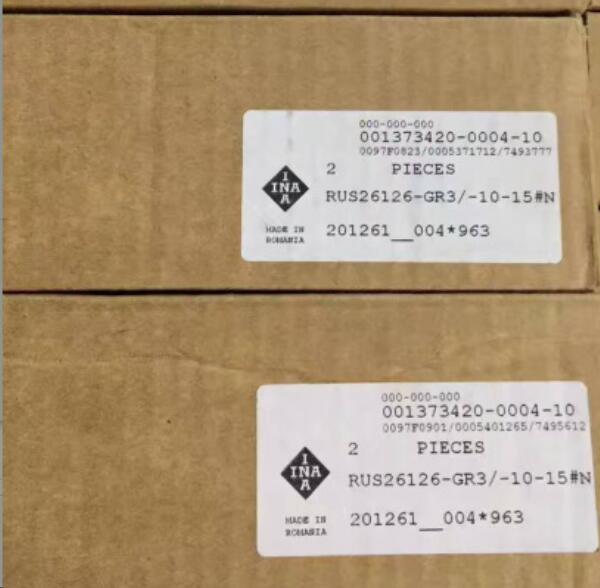 000-000-000
001373420-0004-10
0097F0823/0005371712/7493777
2 PIECES
I
INA
A
RUS26126-GR3/-10-15#N
MADE IN
ROMANIA
201261__004*963
000-000-000
001373420-0004-10
0097F0901/0005401265/7495612
2 PIECES
I
INA
A
RUS26126-GR3/-10-15#N
MADE IN
ROMANIA
201261__004*963